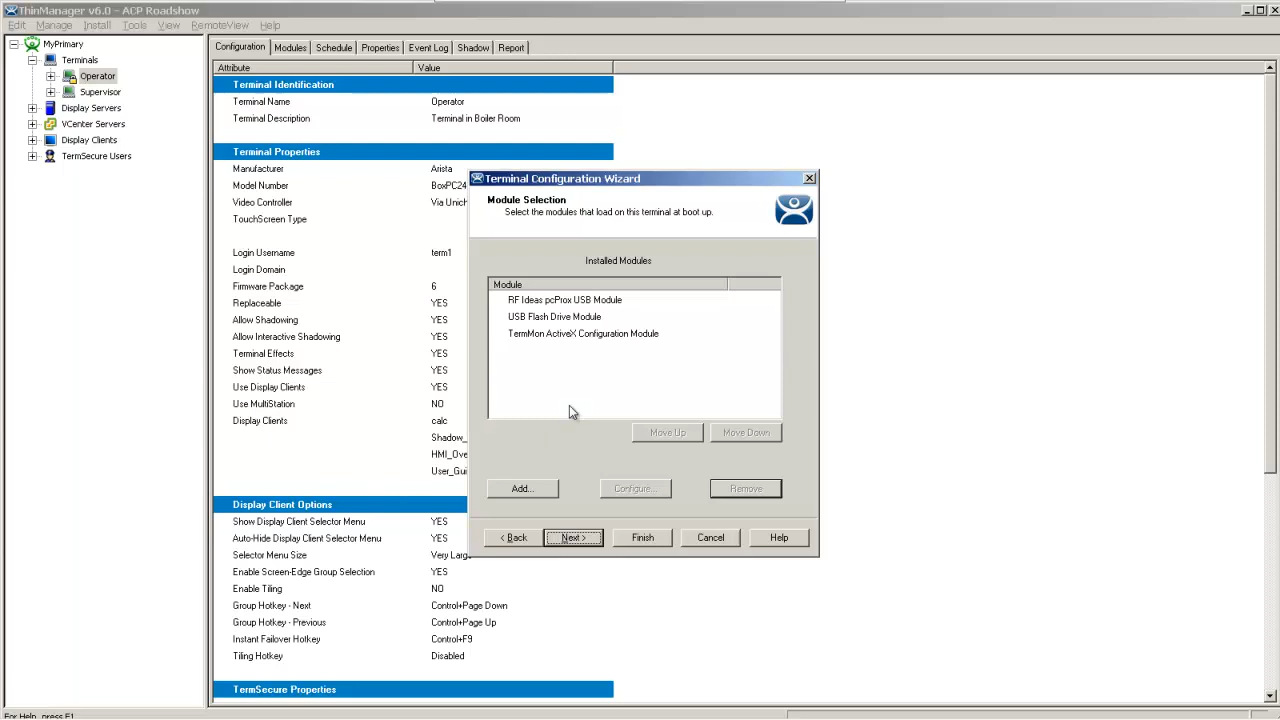 ThinManager v6.0 - ACP Roadshow
Edit Manage Install Tools View RemoteView Help
MyPrimary
Terminals
Operator
Supervisor
Display Servers
VCenter Servers
Display Clients
TermSecure Users
Configuration Modules Schedule Properties Event Log Shadow Report
Attribute Value
Terminal Identification
Terminal Name Operator
Terminal Description Terminal in Boiler Room
Terminal Properties
Manufacturer Arista
Model Number BoxPC24
Video Controller Via Unich
TouchScreen Type
Login Username term1
Login Domain
Firmware Package 6
Replaceable YES
Allow Shadowing YES
Allow Interactive Shadowing YES
Terminal Effects YES
Show Status Messages YES
Use Display Clients YES
Use MultiStation NO
Display Clients calc
Shadow_
HMI_Ove
User_Gui
Display Client Options
Show Display Client Selector Menu YES
Auto-Hide Display Client Selector Menu YES
Selector Menu Size Very Large
Enable Screen-Edge Group Selection YES
Enable Tiling NO
Group Hotkey - Next Control+Page Down
Group Hotkey - Previous Control+Page Up
Instant Failover Hotkey Control+F9
Tiling Hotkey Disabled
TermSecure Properties
Terminal Configuration Wizard
Module Selection
Select the modules that load on this terminal at boot up.
Installed Modules
Module
RF Ideas pcProx USB Module
USB Flash Drive Module
TermMon ActiveX Configuration Module
Move Up Move Down
Add... Configure... Remove
< Back Next > Finish Cancel Help
For Help, press F1